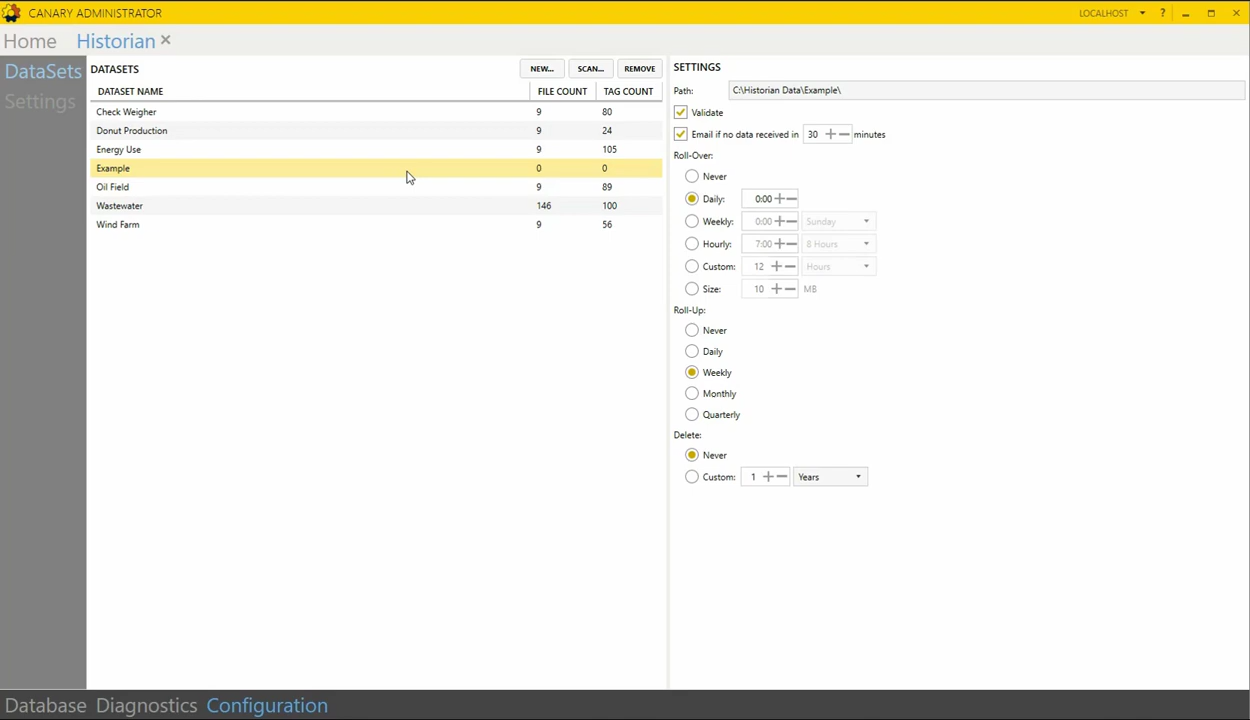 CANARY ADMINISTRATOR
LOCALHOST ?
Home Historian
DataSets
Settings
DATASETS NEW... SCAN... REMOVE
DATASET NAME FILE COUNT TAG COUNT
Check Weigher 9 80
Donut Production 9 24
Energy Use 9 105
Example 0 0
Oil Field 9 89
Wastewater 146 100
Wind Farm 9 56
SETTINGS
Path: C:\Historian Data\Example\
Validate
Email if no data received in 30 minutes
Roll-Over:
Never
Daily: 0:00
Weekly: 0:00 Sunday
Hourly: 7:00 8 Hours
Custom: 12 Hours
Size: 10 MB
Roll-Up:
Never
Daily
Weekly
Monthly
Quarterly
Delete:
Never
Custom: 1 Years
Database Diagnostics Configuration